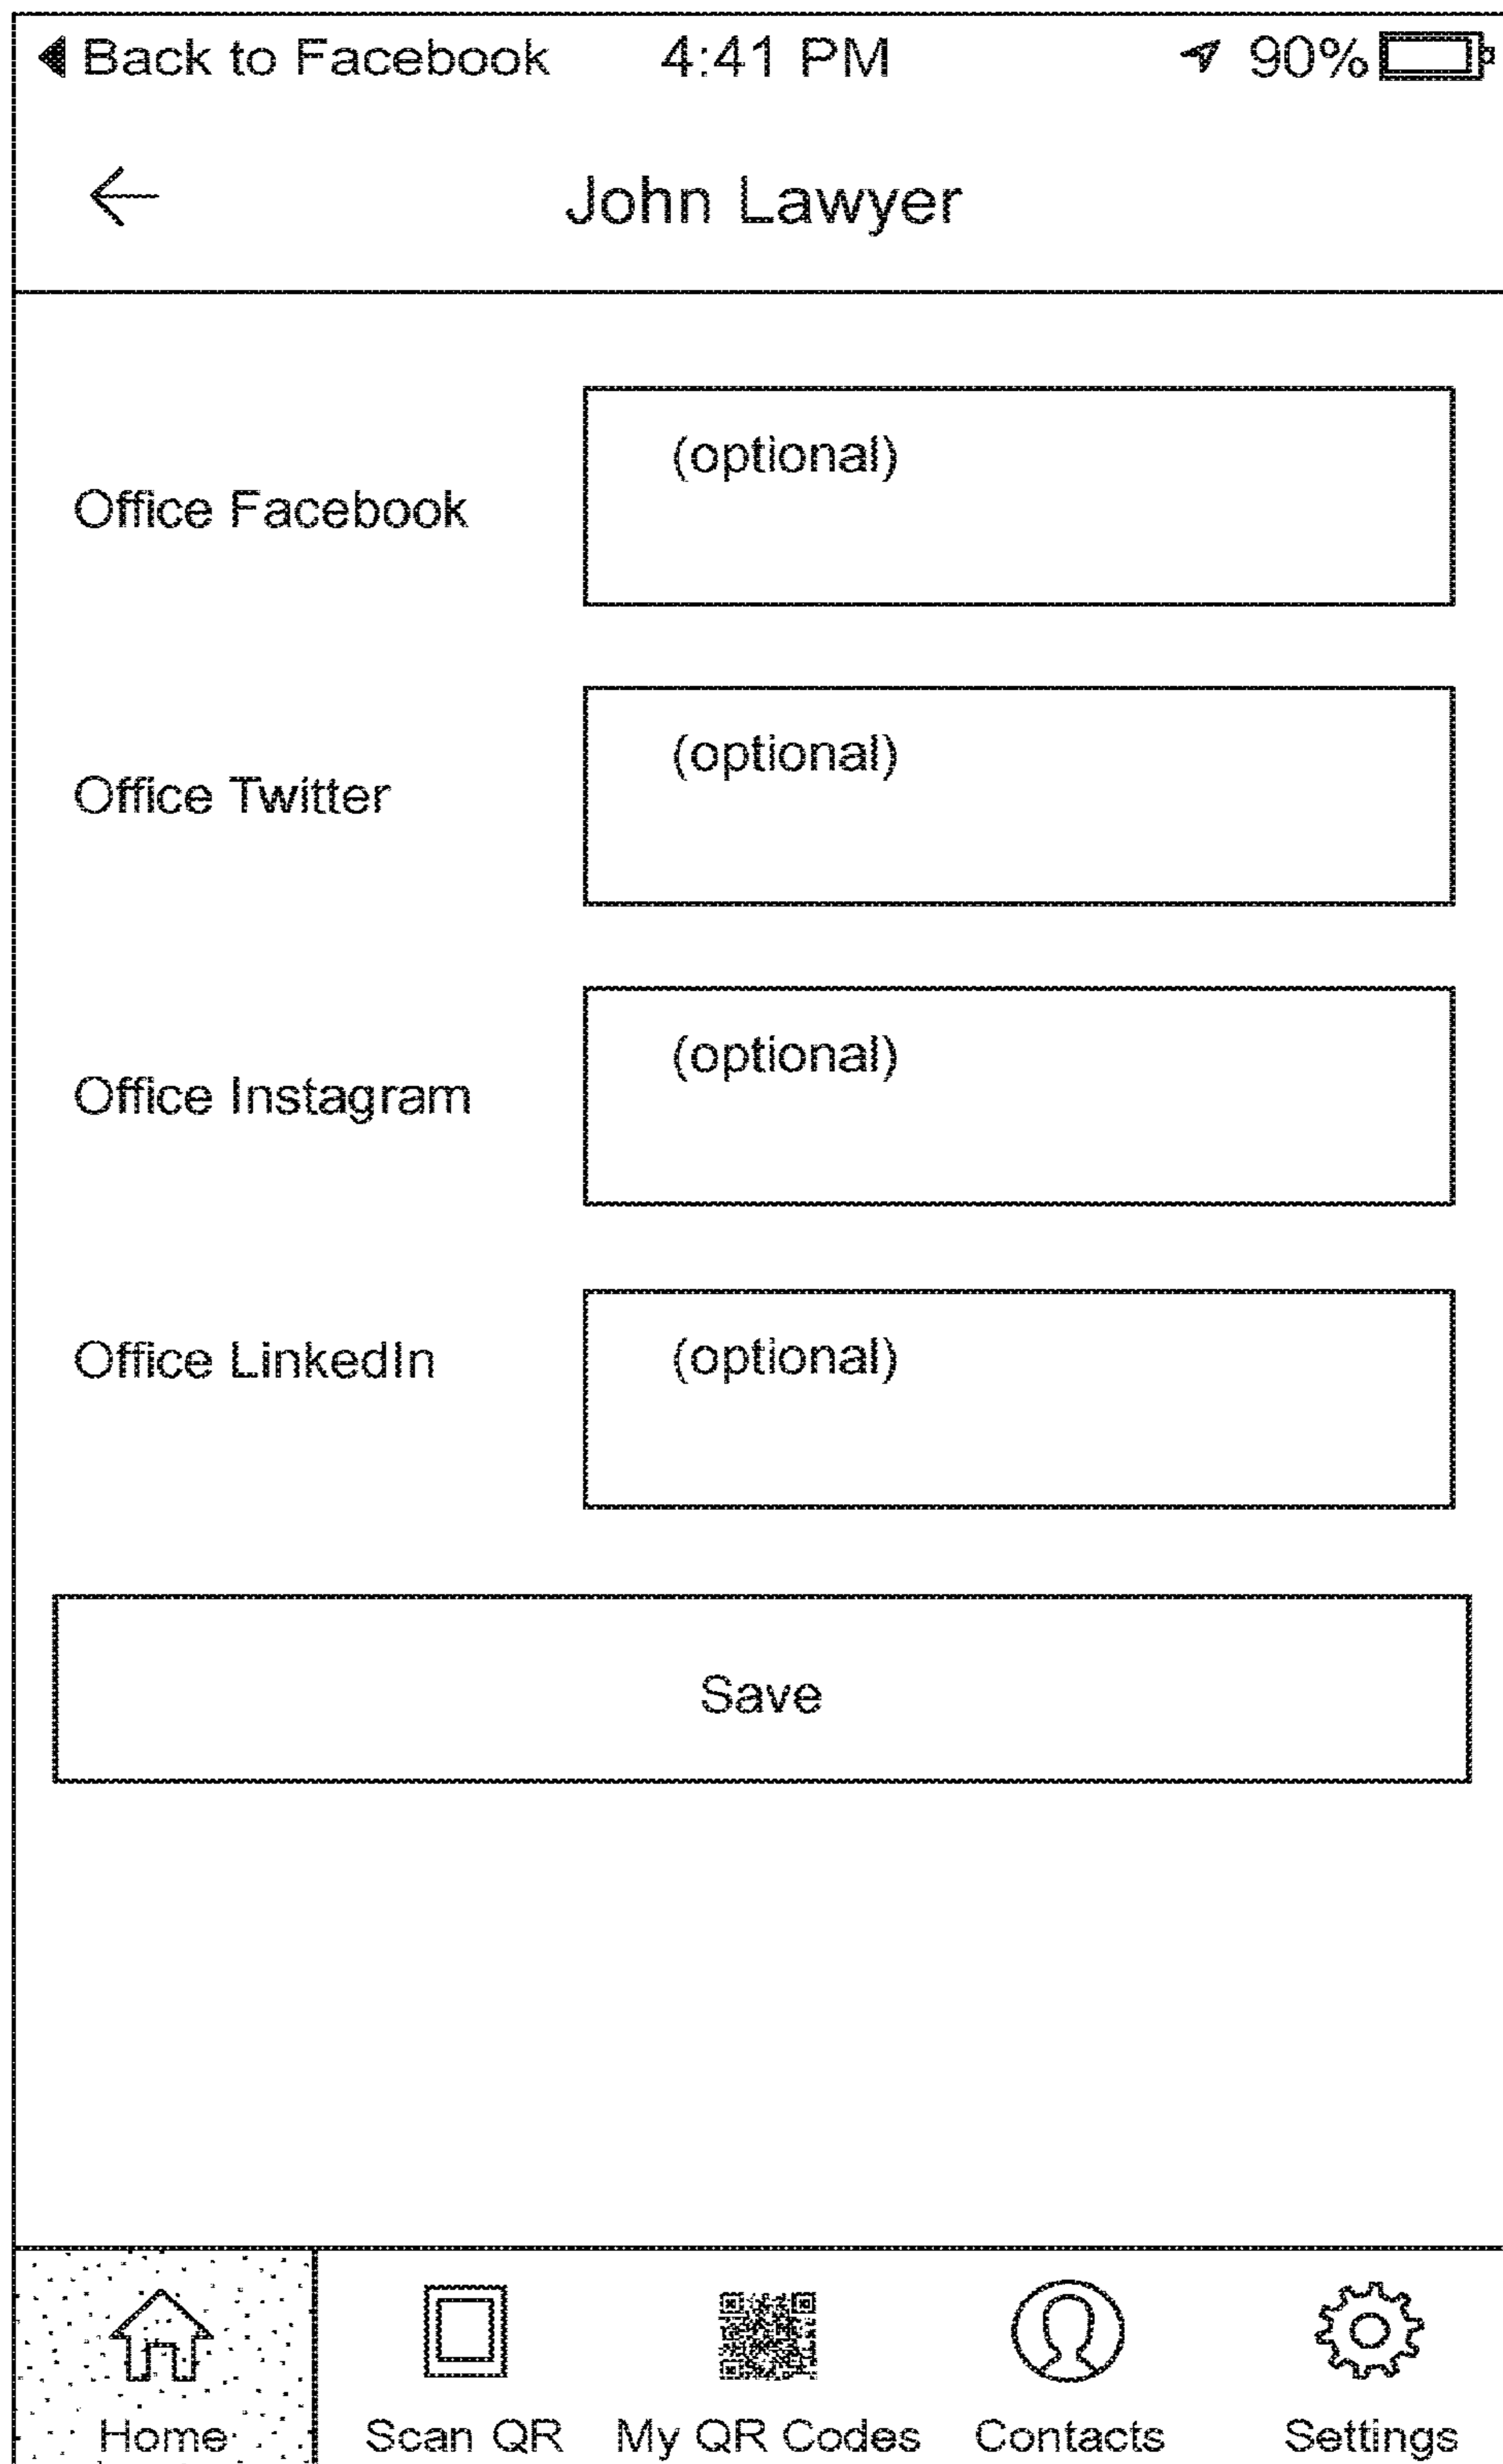 Back to Facebook 4:41 PM 90%
John Lawyer
(optional)
Office Facebook
(optional)
Office Twitter
(optional)
Office Instagram
(optional)
Office LinkedIn
Save
Home Scan QR My QR Codes Contacts Settings